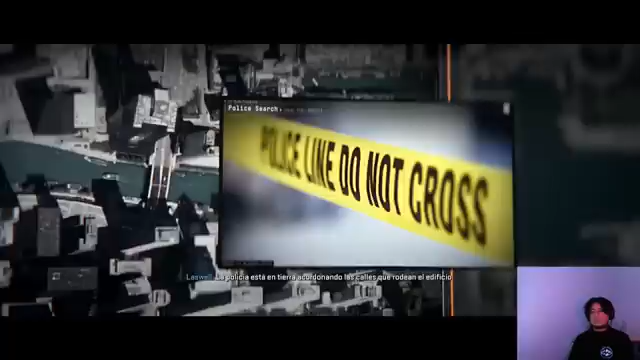 Police Search
POLICE LINE DO NOT CROSS
Laswell: La policía está en tierra acordonando las calles que rodean el edificio